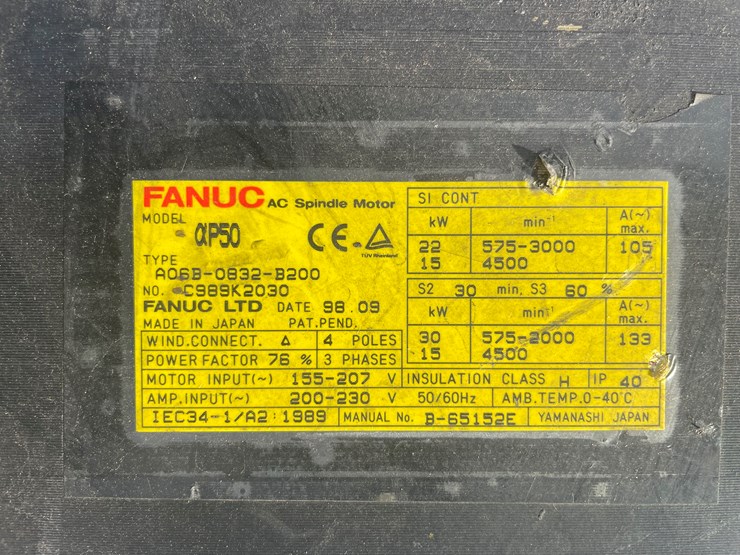 FANUC AC Spindle Motor
MODEL
αP50
CE TÜV Rheinland
TYPE
A06B-0832-B200
NO. C989K2030
FANUC LTD DATE 98.09
MADE IN JAPAN PAT.PEND.
WIND.CONNECT. △ 4 POLES
POWER FACTOR 76 % 3 PHASES
S1 CONT
kW min⁻¹ A(~) max.
22 575-3000 105
15 4500
S2 30 min, S3 60 %
kW min⁻¹ A(~) max.
30 575-2000 133
15 4500
MOTOR INPUT(~) 155-207 V INSULATION CLASS H IP 40
AMP.INPUT(~) 200-230 V 50/60Hz AMB.TEMP.0-40°C
IEC34-1/A2:1989 MANUAL No. B-65152E YAMANASHI JAPAN